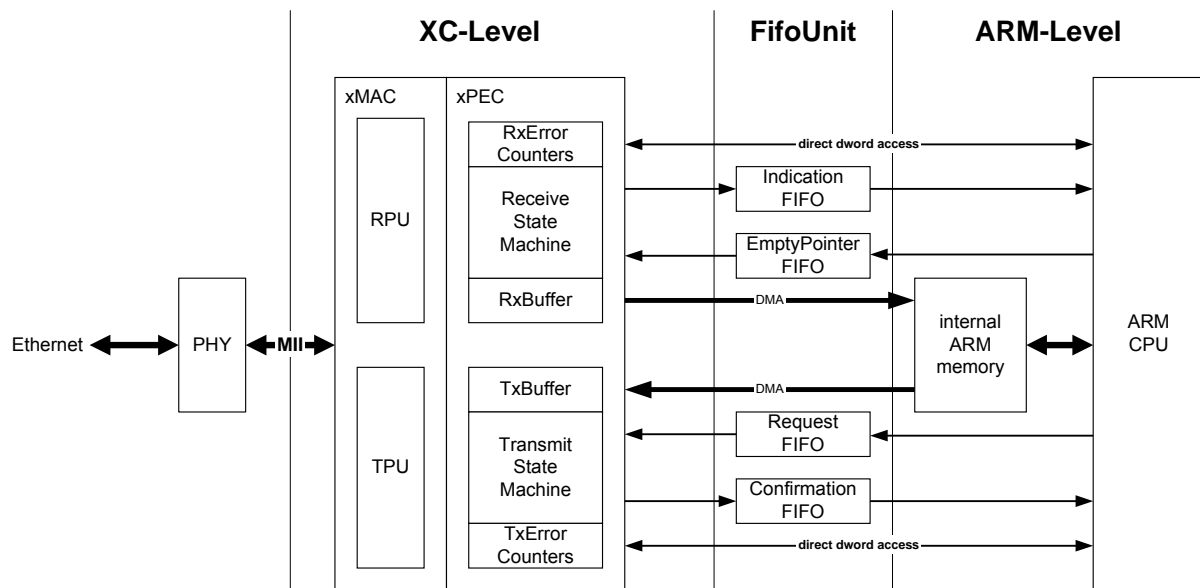 XC-Level
FifoUnit
ARM-Level
xMAC
xPEC
RxError
Counters
direct dword access
Indication
FIFO
RPU
Receive
State
Machine
EmptyPointer
FIFO
RxBuffer
DMA
Ethernet
PHY
MII
internal
ARM
memory
ARM
CPU
TxBuffer
DMA
Request
FIFO
TPU
Transmit
State
Machine
Confirmation
FIFO
TxError
Counters
direct dword access